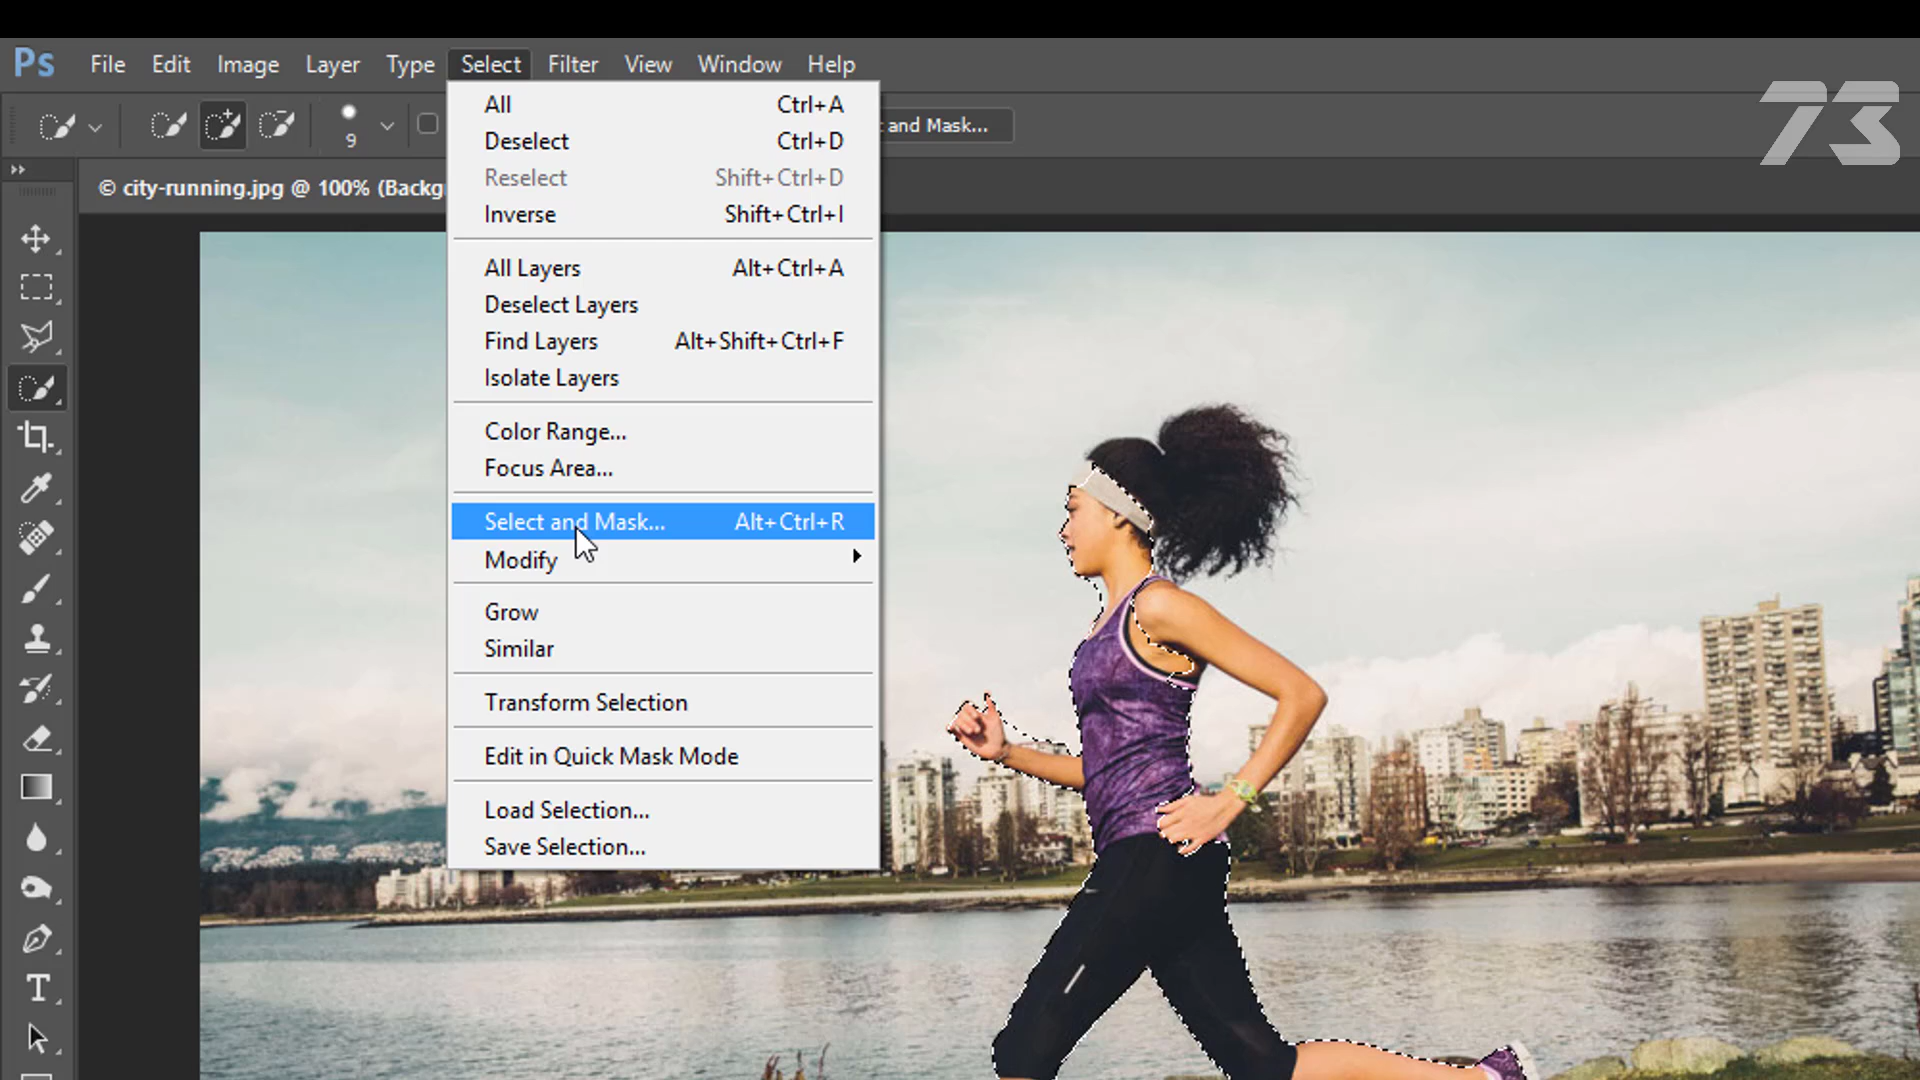 Ps File Edit Image Layer Type Select Filter View Window Help
73
9
and Mask...
© city-running.jpg @ 100% (Backg
All Ctrl+A
Deselect Ctrl+D
Reselect Shift+Ctrl+D
Inverse Shift+Ctrl+I
All Layers Alt+Ctrl+A
Deselect Layers
Find Layers Alt+Shift+Ctrl+F
Isolate Layers
Color Range...
Focus Area...
Select and Mask... Alt+Ctrl+R
Modify
Grow
Similar
Transform Selection
Edit in Quick Mask Mode
Load Selection...
Save Selection...
T